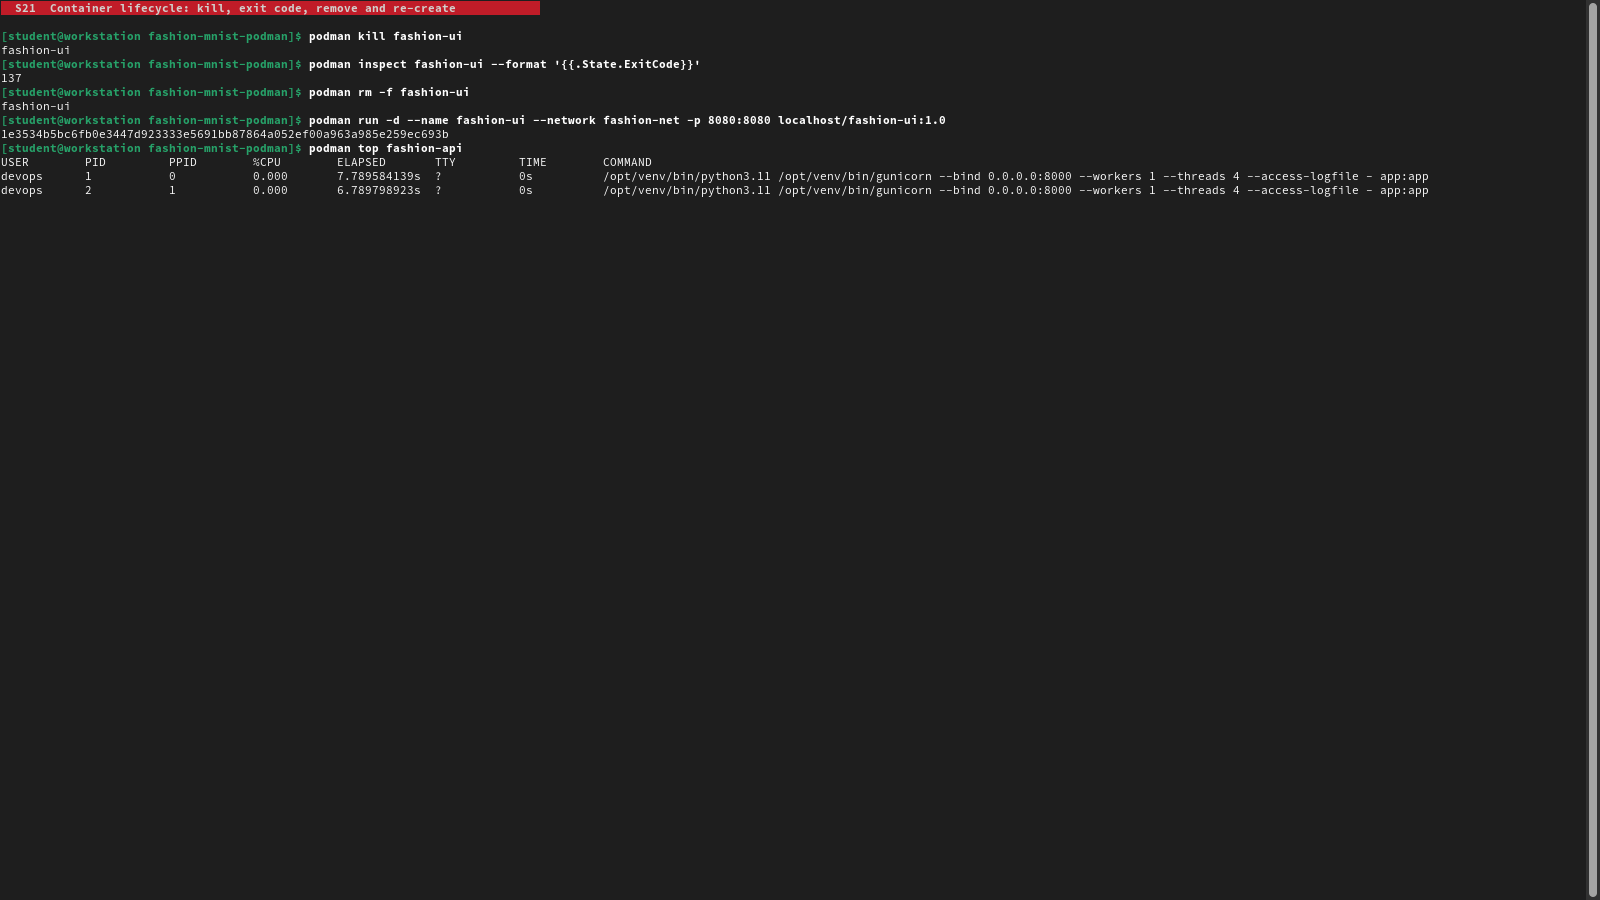 S21  Container lifecycle: kill, exit code, remove and re-create
[student@workstation fashion-mnist-podman]$ podman kill fashion-ui
fashion-ui
[student@workstation fashion-mnist-podman]$ podman inspect fashion-ui --format '{{.State.ExitCode}}'
137
[student@workstation fashion-mnist-podman]$ podman rm -f fashion-ui
fashion-ui
[student@workstation fashion-mnist-podman]$ podman run -d --name fashion-ui --network fashion-net -p 8080:8080 localhost/fashion-ui:1.0
1e3534b5bc6fb0e3447d923333e5691bb87864a052ef00a963a985e259ec693b
[student@workstation fashion-mnist-podman]$ podman top fashion-api
USER        PID         PPID        %CPU        ELAPSED       TTY         TIME        COMMAND
devops      1           0           0.000       7.789584139s  ?           0s          /opt/venv/bin/python3.11 /opt/venv/bin/gunicorn --bind 0.0.0.0:8000 --workers 1 --threads 4 --access-logfile - app:app
devops      2           1           0.000       6.789798923s  ?           0s          /opt/venv/bin/python3.11 /opt/venv/bin/gunicorn --bind 0.0.0.0:8000 --workers 1 --threads 4 --access-logfile - app:app